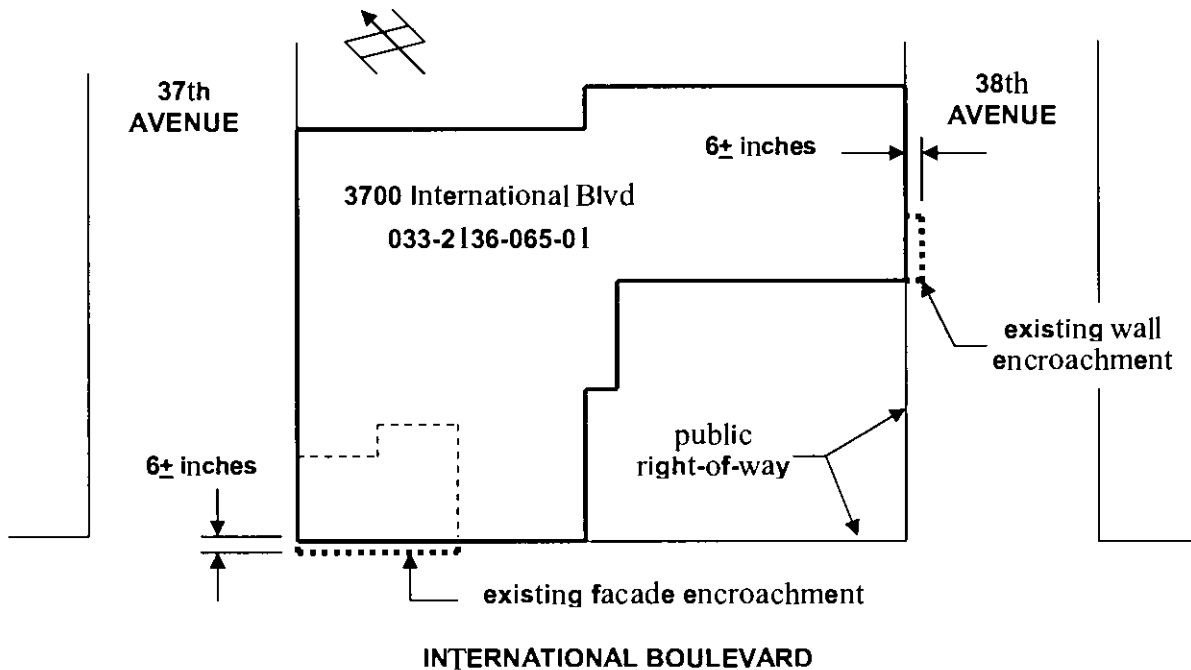 37th
AVENUE
38th
AVENUE
6± inches
3700 International Blvd
033-2136-065-01
existing wall
encroachment
public
right-of-way
6± inches
existing facade encroachment
INTERNATIONAL BOULEVARD